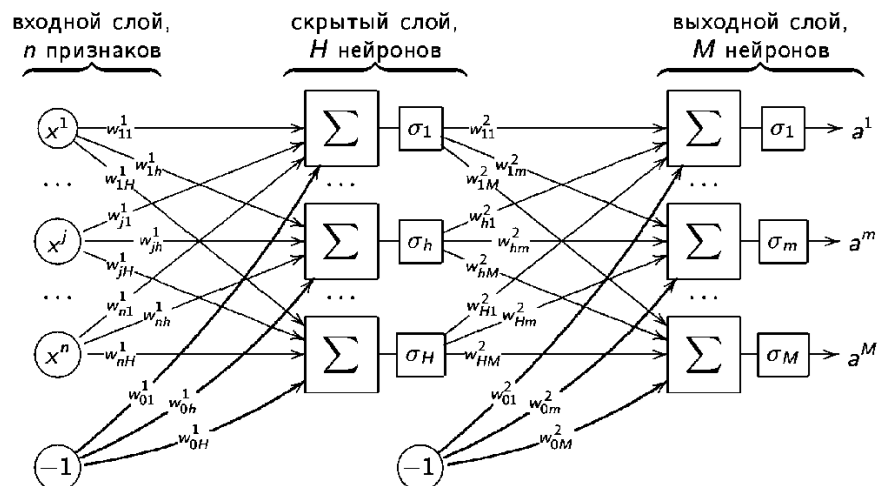 входной слой, скрытый слой, выходной слой,
n признаков H нейронов M нейронов
x¹ w¹₁₁ Σ σ₁ w²₁₁ Σ σ₁ a¹
w¹₁ₕ w²₁ₘ
w¹₁H w²₁M
... ... ...
w¹ⱼ₁ w²ₕ₁
xʲ w¹ⱼₕ Σ σₕ w²ₕₘ Σ σₘ aᵐ
w¹ⱼH w²ₕM
... ... ...
w¹ₙ₁ w²H₁
w¹ₙₕ w²Hₘ
xⁿ w¹ₙH Σ σH w²HM Σ σM aᴹ
w¹₀₁ w²₀₁
w¹₀ₕ w²₀ₘ
w¹₀H w²₀M
−1 −1